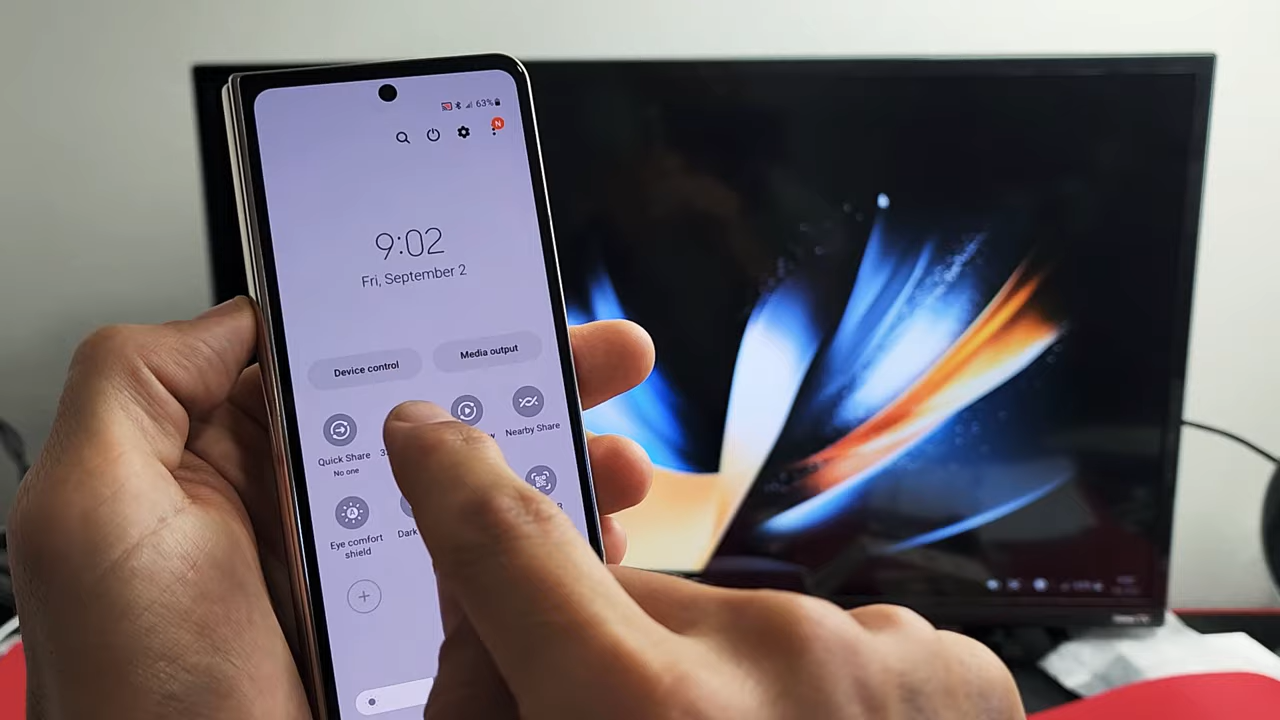 63%
N
9:02
Fri, September 2
Device control
Media output
Quick Share
No one
Nearby Share
Eye comfort
shield
Dark